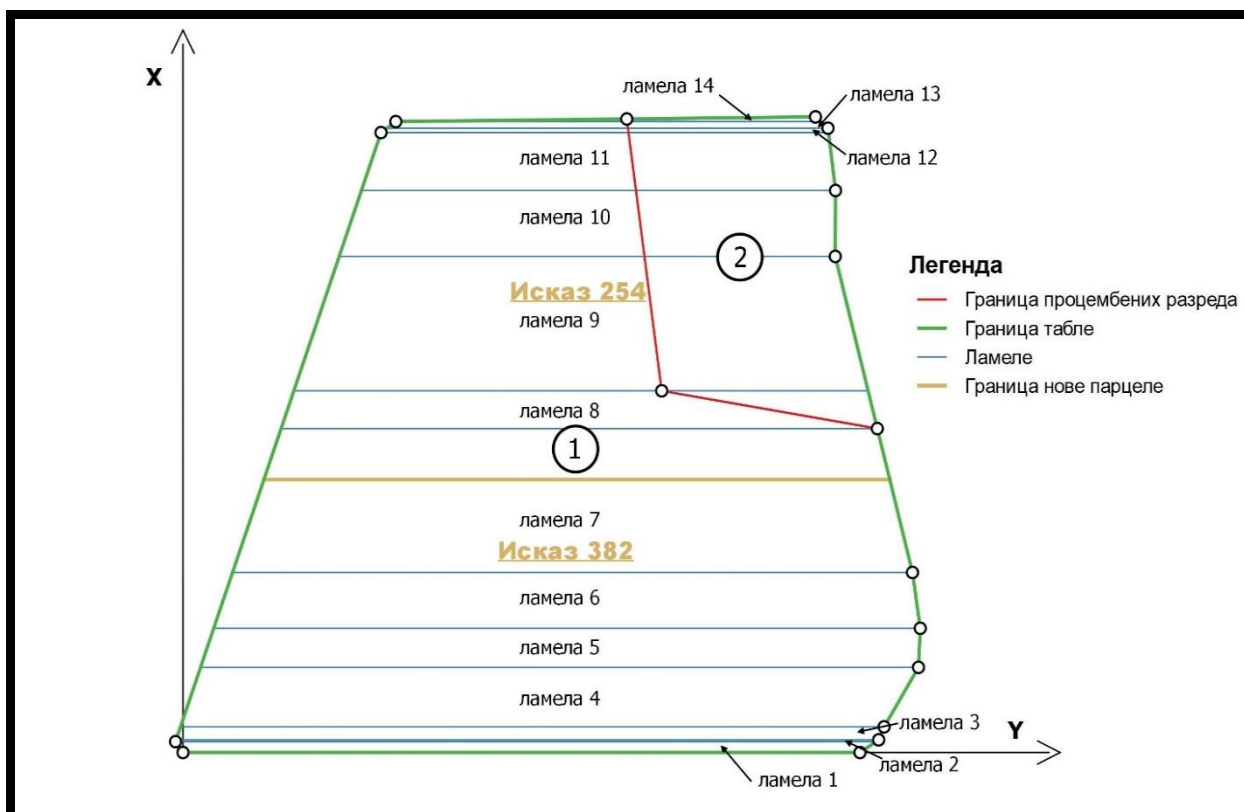 X
ламела 14
ламела 13
ламела 12
ламела 11
ламела 10
2
Исказ 254
ламела 9
ламела 8
1
ламела 7
Исказ 382
ламела 6
ламела 5
ламела 4
ламела 3
Y
ламела 2
ламела 1
Легенда
Граница процембених разреда
Граница табле
Ламеле
Граница нове парцеле